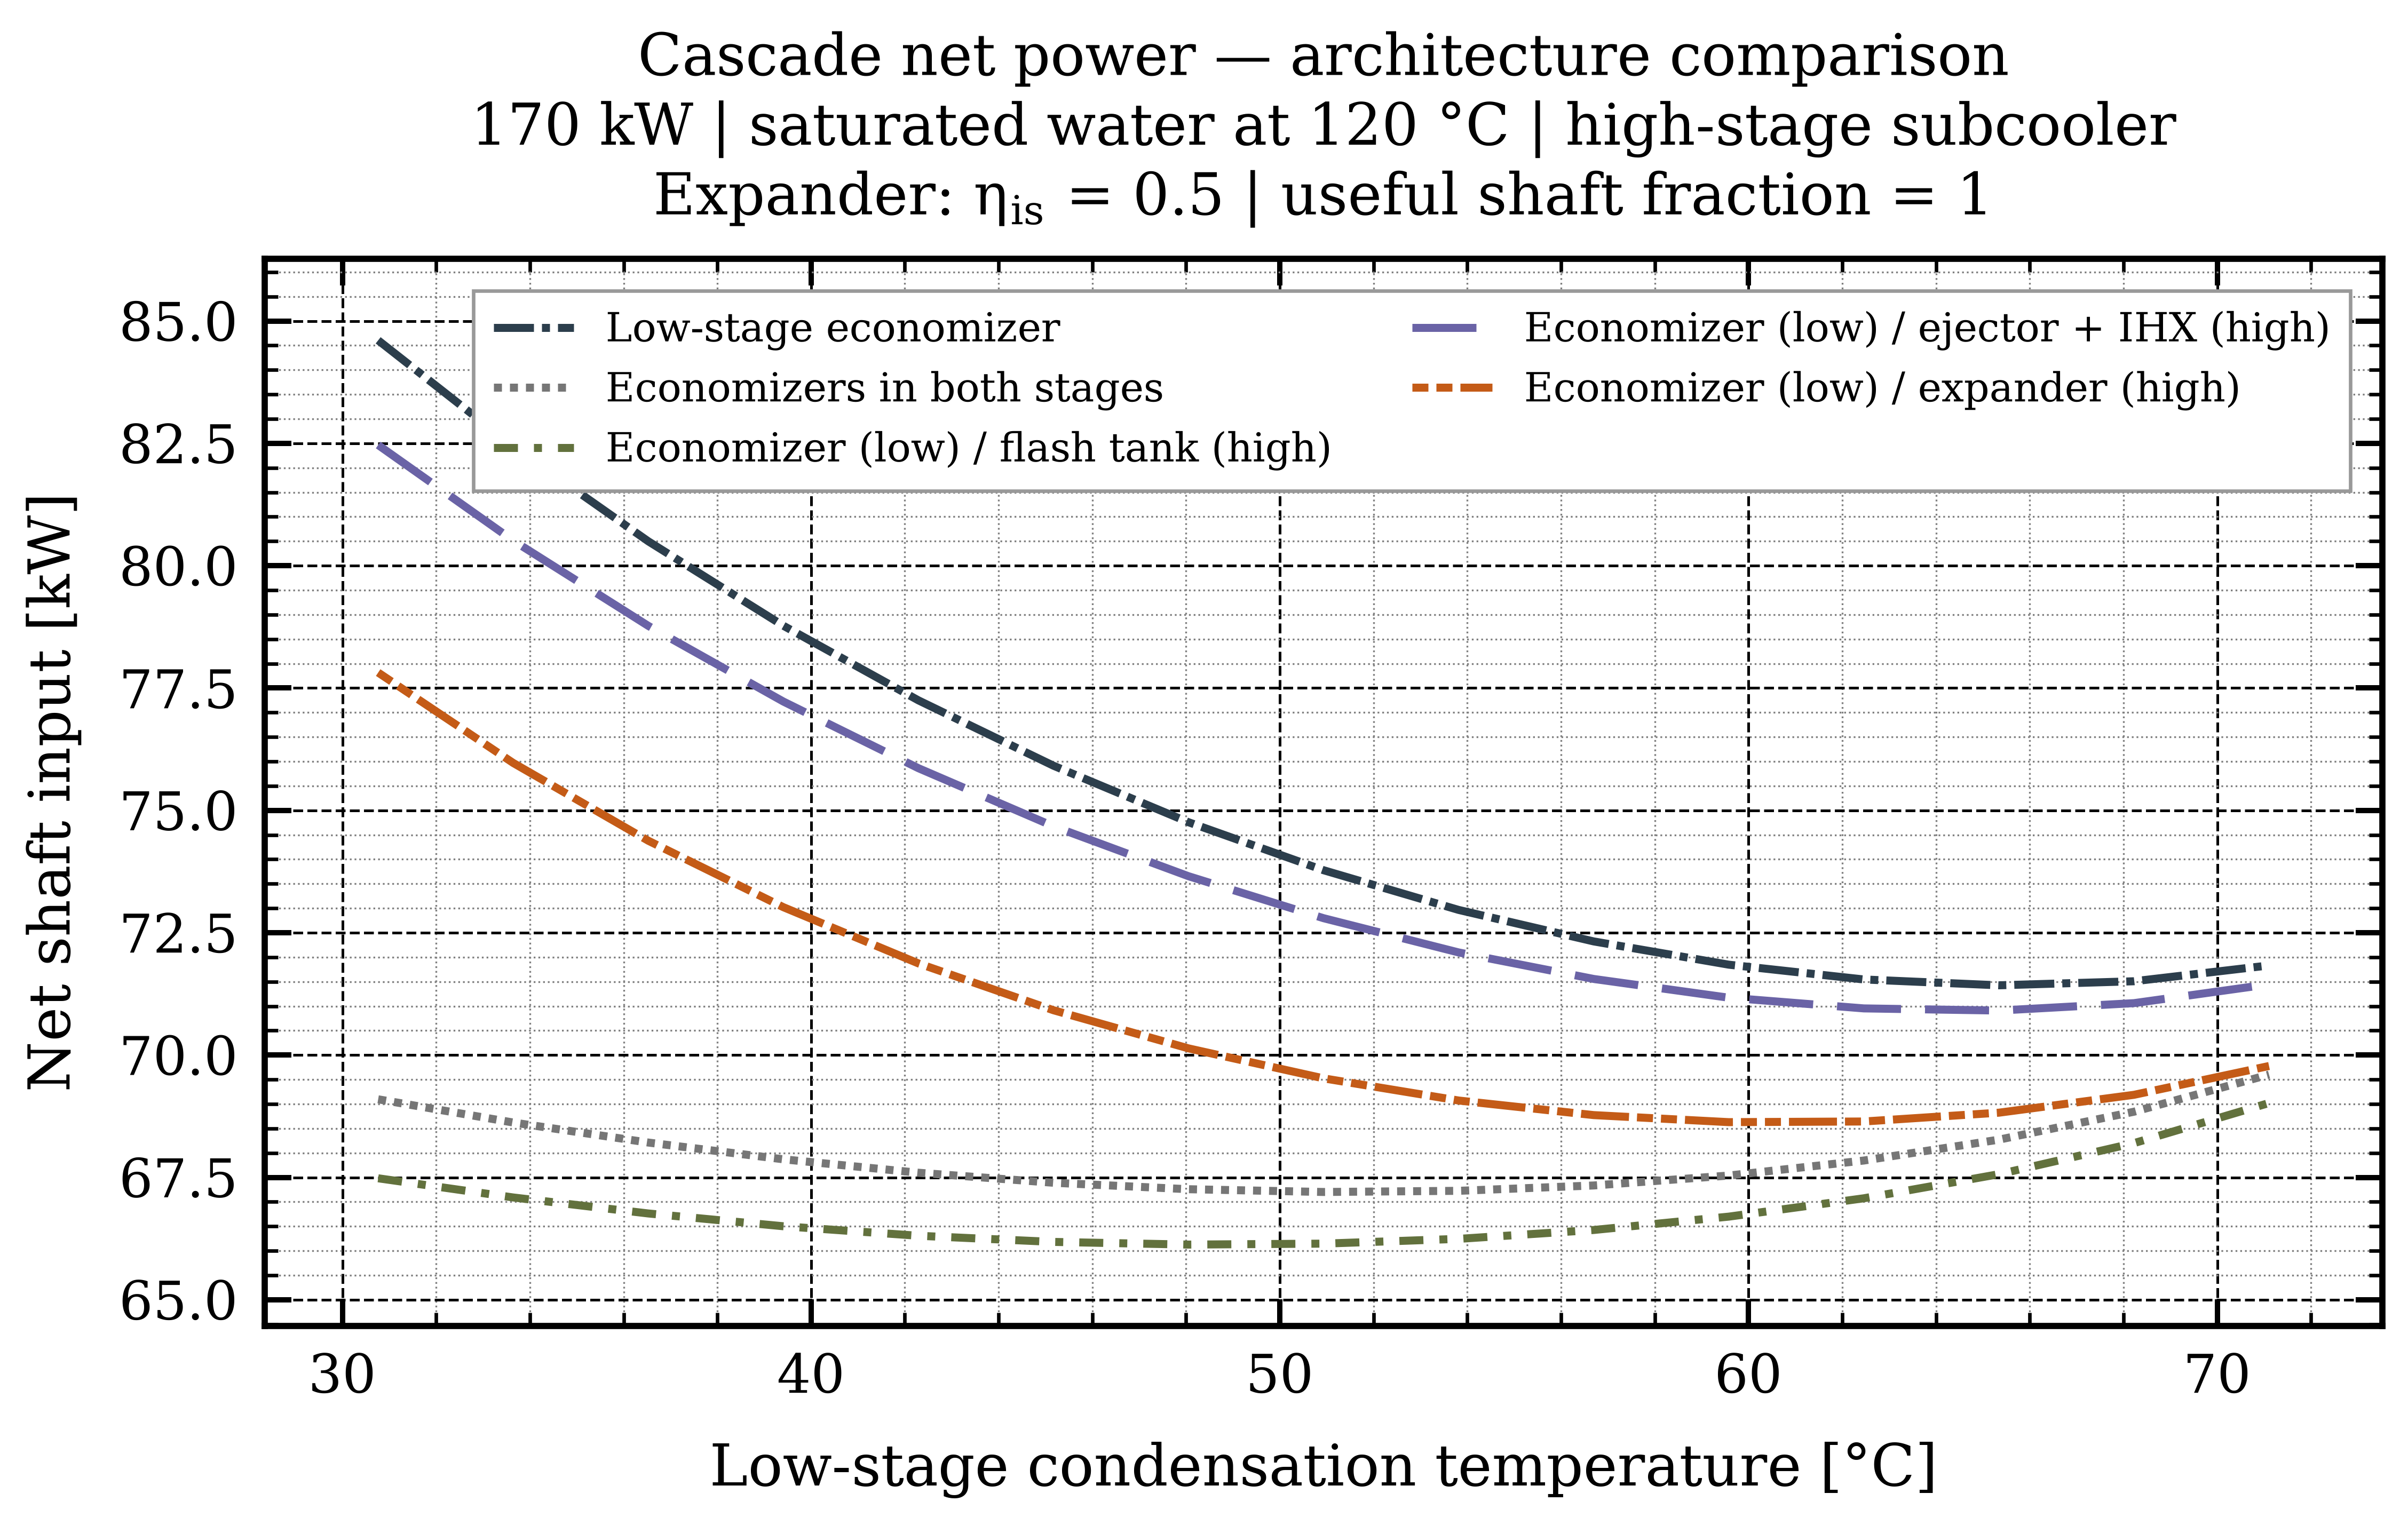 Cascade net power — architecture comparison
170 kW | saturated water at 120 °C | high-stage subcooler
Expander: ηis = 0.5 | useful shaft fraction = 1
Low-stage economizer
Economizers in both stages
Economizer (low) / flash tank (high)
Economizer (low) / ejector + IHX (high)
Economizer (low) / expander (high)
Net shaft input [kW]
85.0
82.5
80.0
77.5
75.0
72.5
70.0
67.5
65.0
30 40 50 60 70
Low-stage condensation temperature [°C]